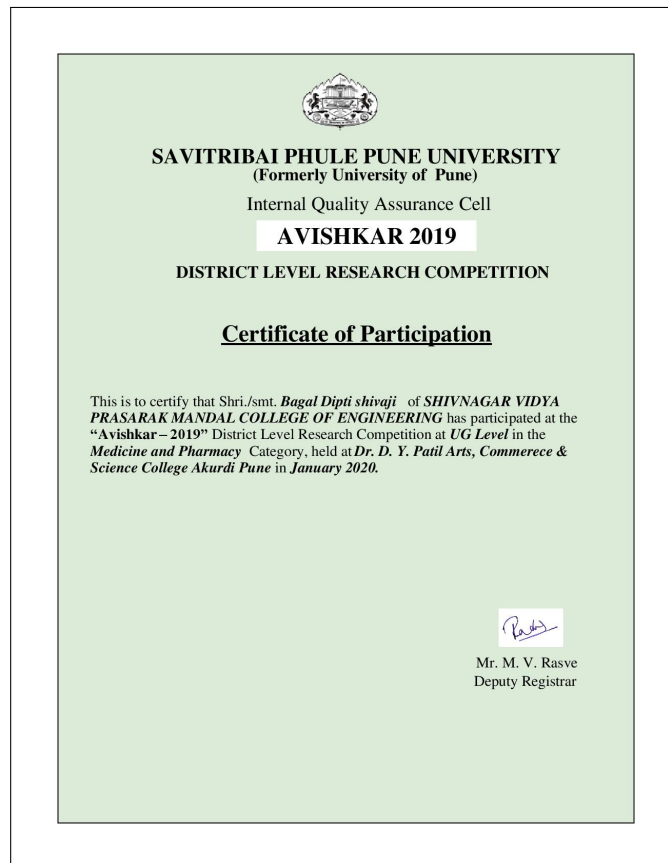 SAVITRIBAI PHULE PUNE UNIVERSITY
(Formerly University of Pune)
Internal Quality Assurance Cell
AVISHKAR 2019
DISTRICT LEVEL RESEARCH COMPETITION
Certificate of Participation
This is to certify that Shri./smt. Bagal Dipti shivaji of SHIVNAGAR VIDYA
PRASARAK MANDAL COLLEGE OF ENGINEERING has participated at the
“Avishkar – 2019” District Level Research Competition at UG Level in the
Medicine and Pharmacy Category, held at Dr. D. Y. Patil Arts, Commerece &
Science College Akurdi Pune in January 2020.
Mr. M. V. Rasve
Deputy Registrar